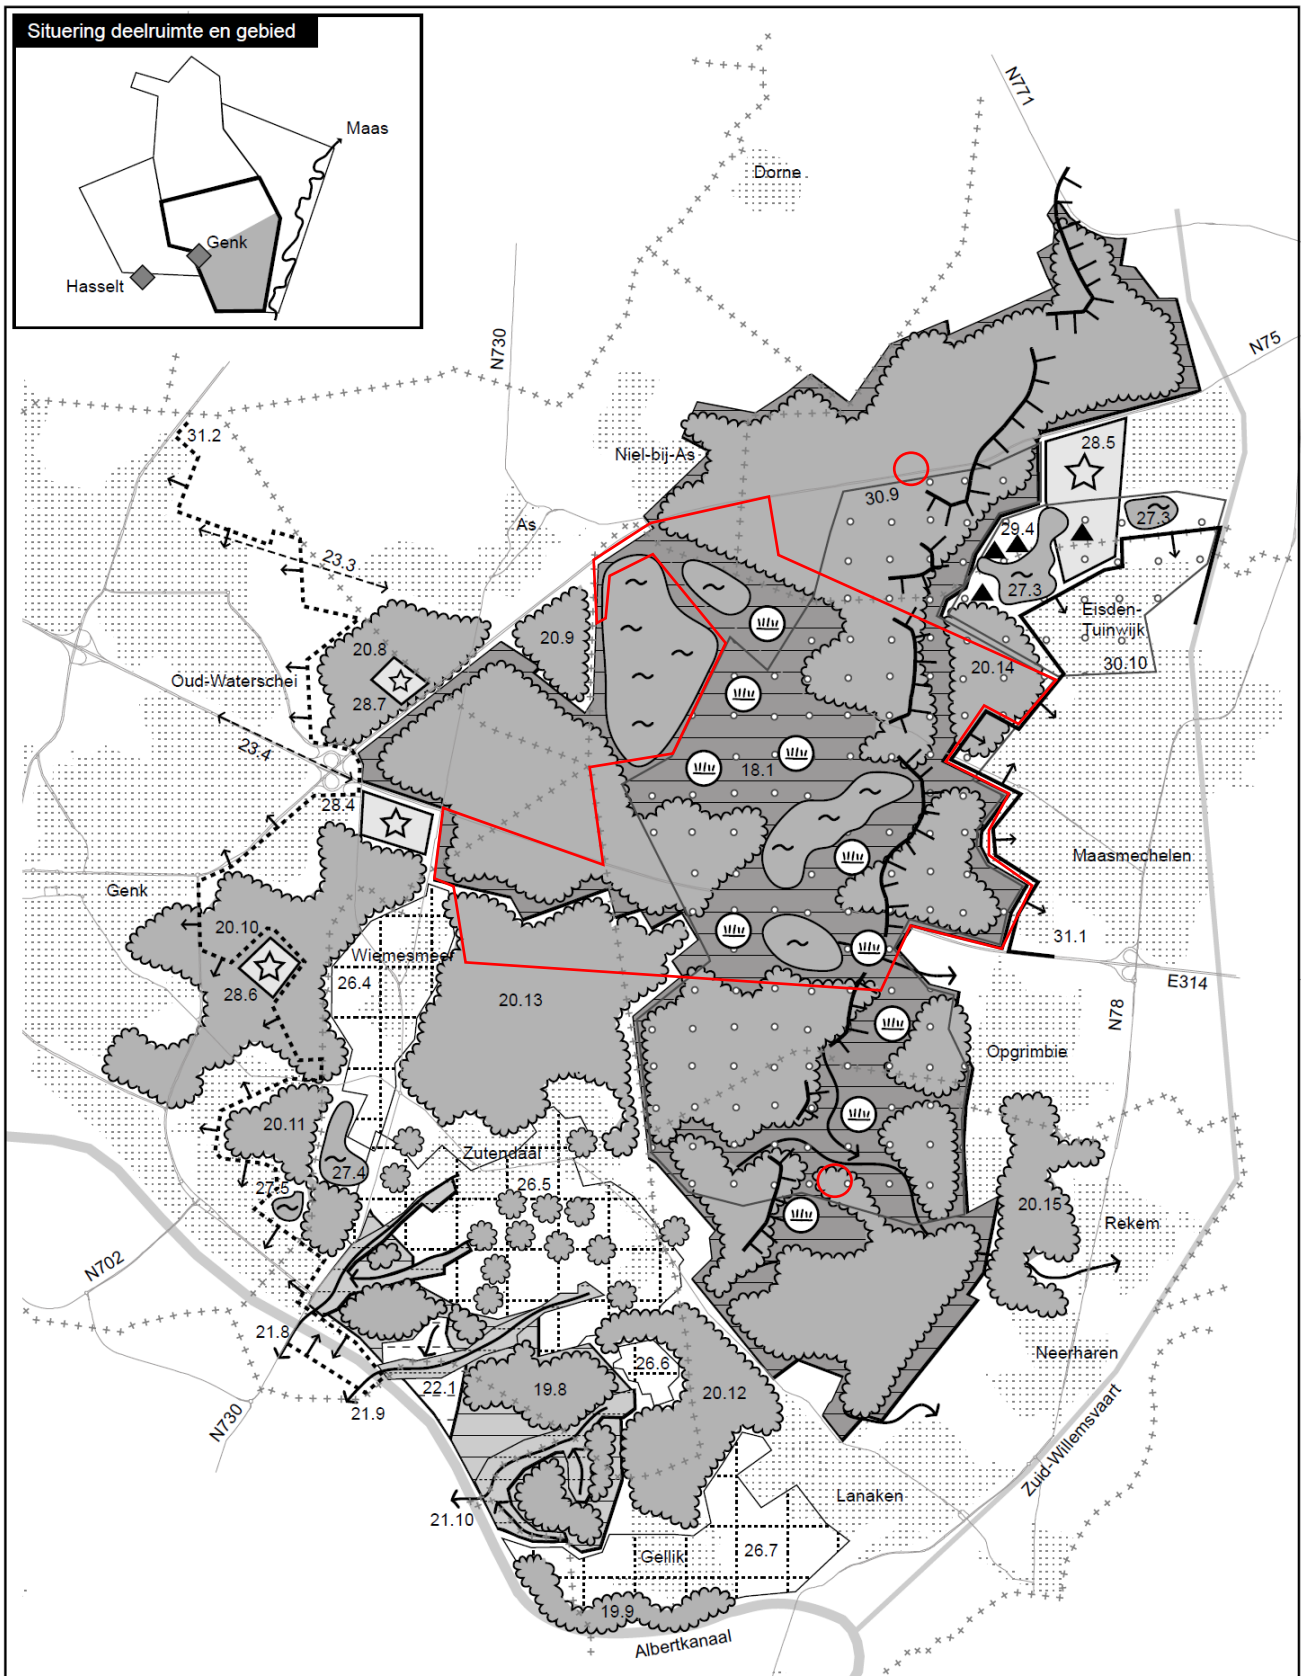 Situering deelruimte en gebied
Maas
Genk
Hasselt
N771
Dorne
N730
N75
31.2
28.5
Niel-bij-As
30.9
As
29.4
27.3
23.3
27.3
Eisden-
Tuinwijk
20.9
20.8
20.14
30.10
Oud-Waterschei
28.7
23.4
18.1
28.4
Maasmechelen
Genk
20.10
31.1
Wiemesmeer
26.4
E314
28.6
20.13
N78
Opgrimbie
20.11
Zutendaal
27.4
26.5
27.5
20.15
Rekem
N702
21.8
Neerharen
26.6
22.1
19.8
20.12
21.9
N730
Zuid-Willemsvaart
Lanaken
21.10
Gellik
26.7
19.9
Albertkanaal